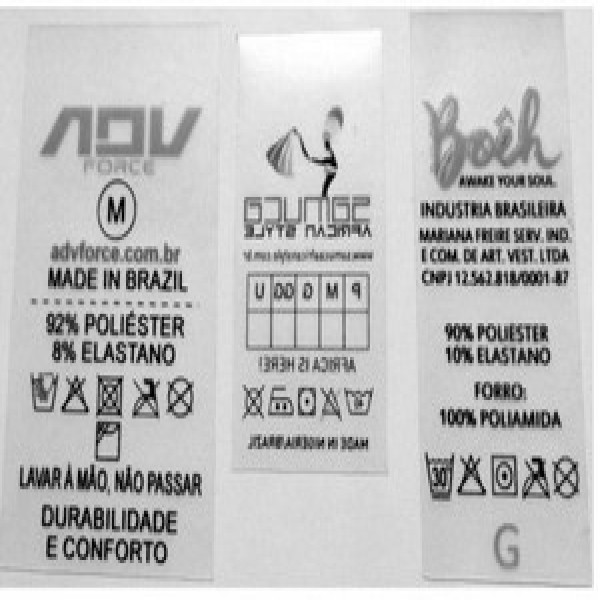 ADV
FORCE
M
advforce.com.br
MADE IN BRAZIL
92% POLIÉSTER
8% ELASTANO
LAVAR À MÃO, NÃO PASSAR
DURABILIDADE
E CONFORTO
AFRICAN STYLE
P M G GG U
AFRICA IS HERE!
MADE IN NIGERIA/BRAZIL
Boêh
AWAKE YOUR SOUL.
INDUSTRIA BRASILEIRA
MARIANA FREIRE SERV. IND.
E COM. DE ART. VEST. LTDA
CNPJ 12.562.818/0001-87
90% POLIESTER
10% ELASTANO
FORRO:
100% POLIAMIDA
30
G